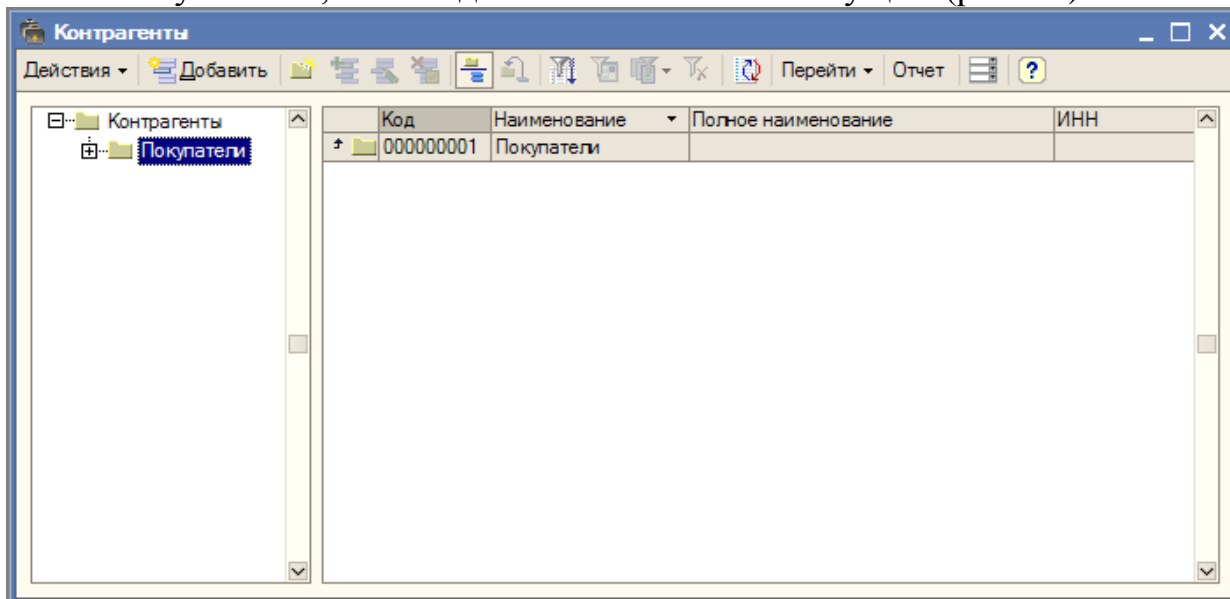 Контрагенты
Действия Добавить Перейти Отчет ?
Контрагенты
Покупатели
Код Наименование Полное наименование ИНН
000000001 Покупатели